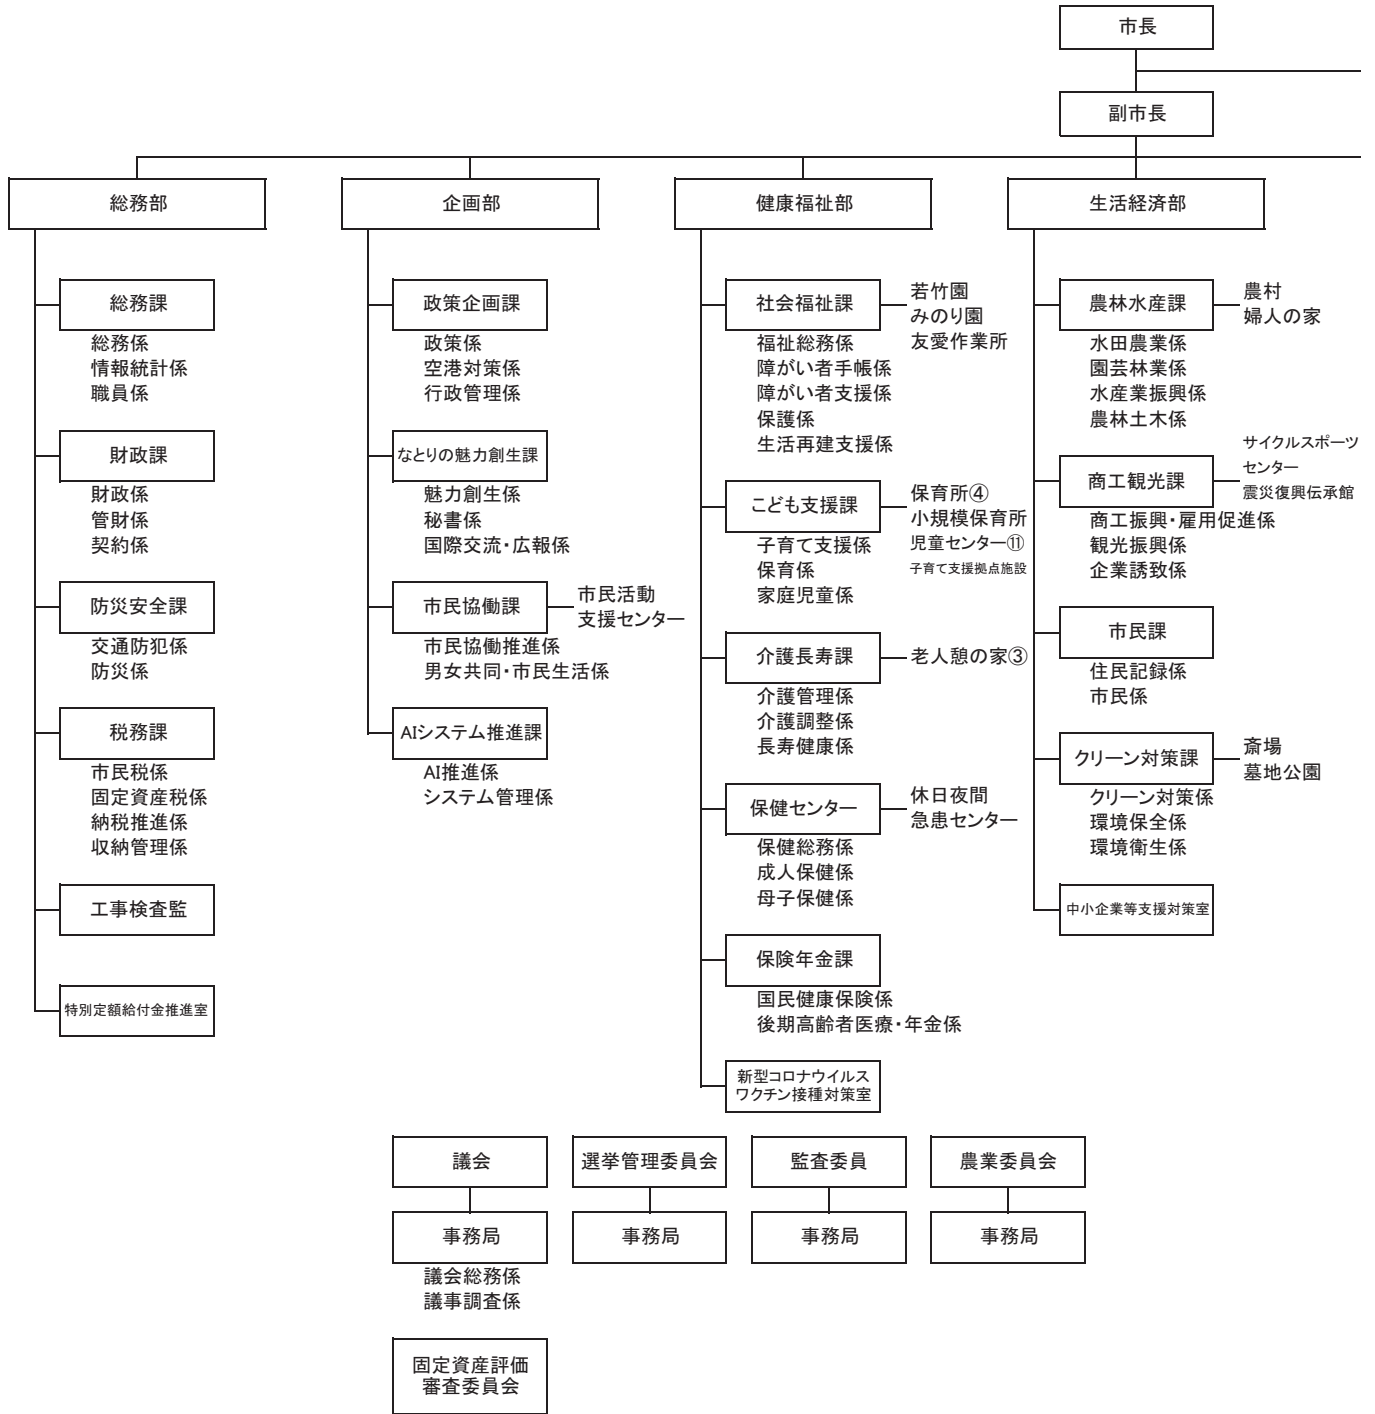 市長
副市長
総務部
総務課
総務係
情報統計係
職員係
財政課
財政係
管財係
契約係
防災安全課
交通防犯係
防災係
税務課
市民税係
固定資産税係
納税推進係
収納管理係
工事検査監
特別定額給付金推進室
企画部
政策企画課
政策係
空港対策係
行政管理係
なとりの魅力創生課
魅力創生係
秘書係
国際交流・広報係
市民協働課
市民活動
支援センター
市民協働推進係
男女共同・市民生活係
AIシステム推進課
AI推進係
システム管理係
健康福祉部
社会福祉課
若竹園
みのり園
友愛作業所
福祉総務係
障がい者手帳係
障がい者支援係
保護係
生活再建支援係
こども支援課
保育所④
小規模保育所
児童センター⑪
子育て支援拠点施設
子育て支援係
保育係
家庭児童係
介護長寿課
老人憩の家③
介護管理係
介護調整係
長寿健康係
保健センター
休日夜間
急患センター
保健総務係
成人保健係
母子保健係
保険年金課
国民健康保険係
後期高齢者医療・年金係
新型コロナウイルス
ワクチン接種対策室
生活経済部
農林水産課
農村
婦人の家
水田農業係
園芸林業係
水産業振興係
農林土木係
商工観光課
サイクルスポーツ
センター
震災復興伝承館
商工振興・雇用促進係
観光振興係
企業誘致係
市民課
住民記録係
市民係
クリーン対策課
斎場
墓地公園
クリーン対策係
環境保全係
環境衛生係
中小企業等支援対策室
議会
事務局
議会総務係
議事調査係
選挙管理委員会
事務局
監査委員
事務局
農業委員会
事務局
固定資産評価
審査委員会